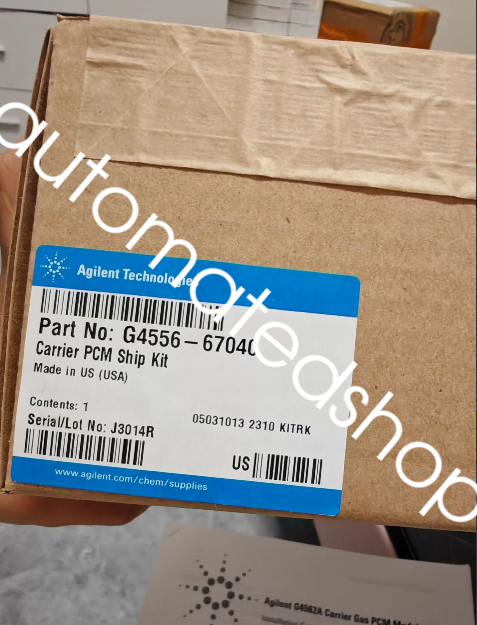 automatedshop
Agilent Technologies
Part No: G4556-67040
Carrier PCM Ship Kit
Made in US (USA)
Contents: 1
05031013 2310 KITRK
Serial/Lot No: J3014R
US
www.agilent.com/chem/supplies
Agilent G4562A Carrier Gas PCM